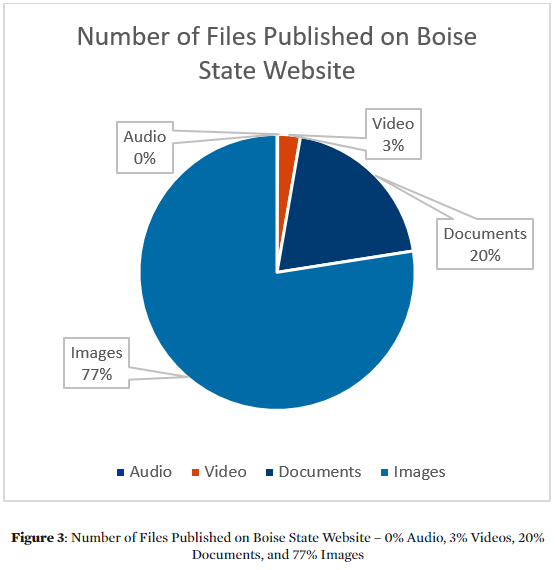 Number of Files Published on Boise
State Website
Audio
0%
Video
3%
Documents
20%
Images
77%
Audio Video Documents Images
Figure 3: Number of Files Published on Boise State Website – 0% Audio, 3% Videos, 20%
Documents, and 77% Images